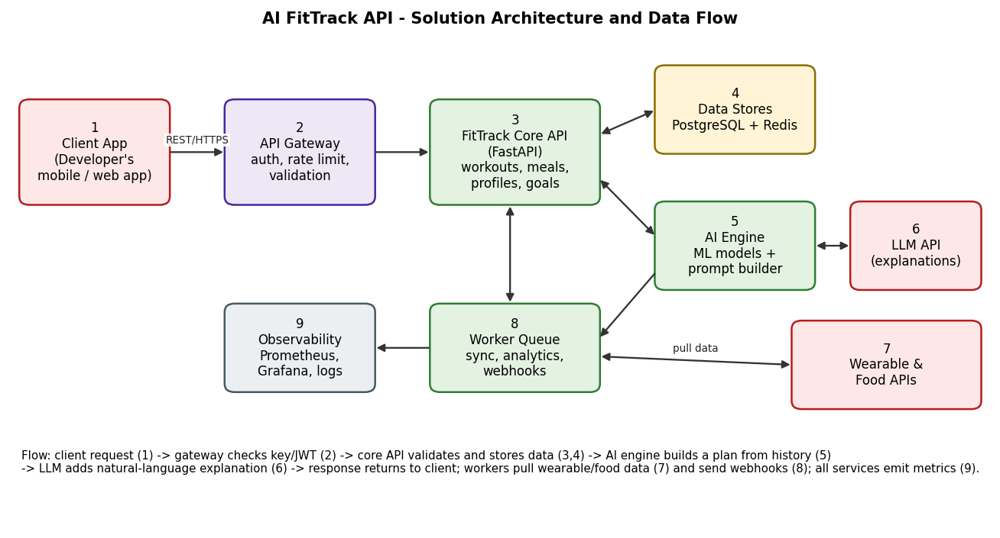 AI FitTrack API - Solution Architecture and Data Flow
1
Client App
(Developer's
mobile / web app)
REST/HTTPS
2
API Gateway
auth, rate limit,
validation
3
FitTrack Core API
(FastAPI)
workouts, meals,
profiles, goals
4
Data Stores
PostgreSQL + Redis
5
AI Engine
ML models +
prompt builder
6
LLM API
(explanations)
7
Wearable &
Food APIs
pull data
8
Worker Queue
sync, analytics,
webhooks
9
Observability
Prometheus,
Grafana, logs
Flow: client request (1) -> gateway checks key/JWT (2) -> core API validates and stores data (3,4) -> AI engine builds a plan from history (5)
-> LLM adds natural-language explanation (6) -> response returns to client; workers pull wearable/food data (7) and send webhooks (8); all services emit metrics (9).